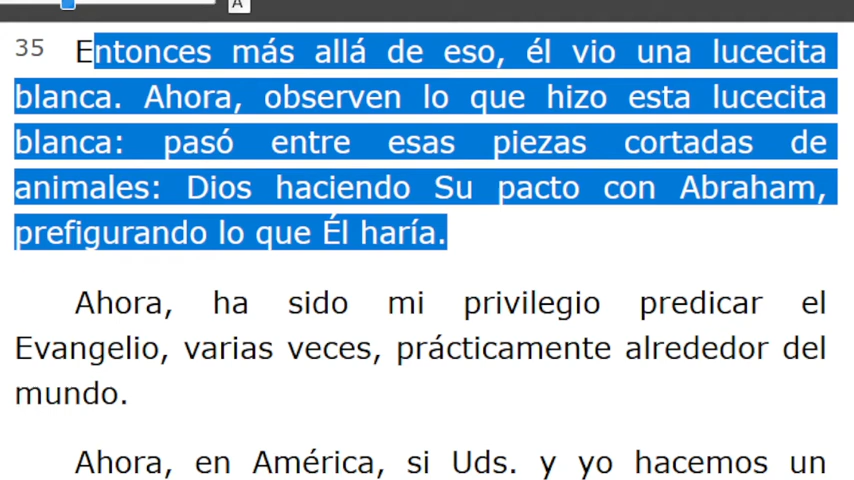 A
35 Entonces más allá de eso, él vio una lucecita
blanca. Ahora, observen lo que hizo esta lucecita
blanca: pasó entre esas piezas cortadas de
animales: Dios haciendo Su pacto con Abraham,
prefigurando lo que Él haría.
Ahora, ha sido mi privilegio predicar el
Evangelio, varias veces, prácticamente alrededor del
mundo.
Ahora, en América, si Uds. y yo hacemos un